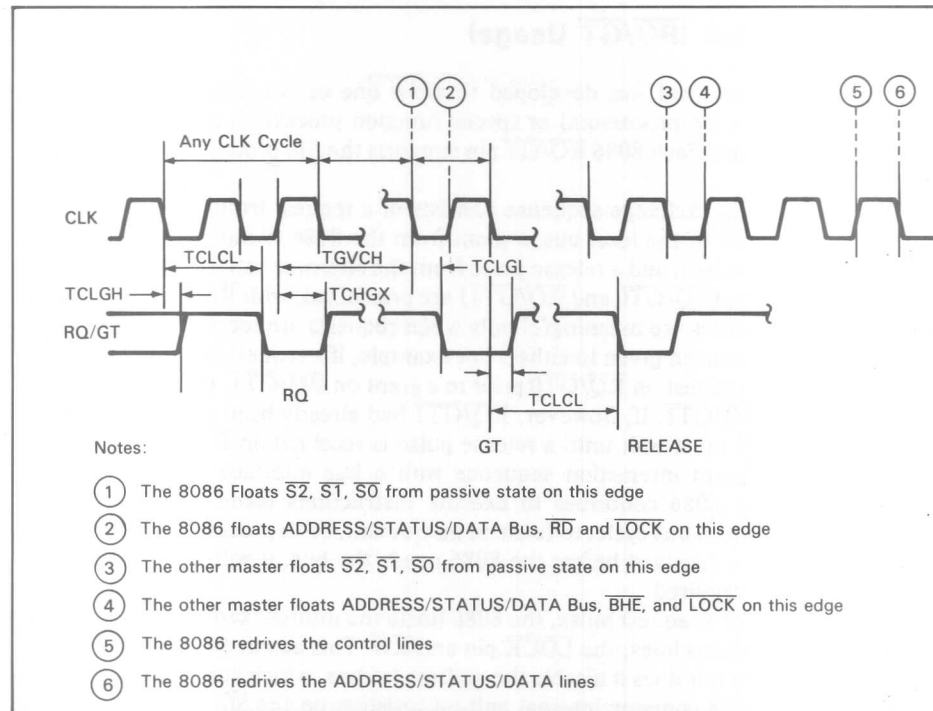 RQ/GT Usage)
1 2 3 4 5 6
Any CLK Cycle
CLK
TCLCL TGVCH TCLGL
TCLGH TCHGX
RQ/GT
RQ TCLCL
GT RELEASE
Notes:
1 The 8086 Floats S2, S1, S0 from passive state on this edge
2 The 8086 floats ADDRESS/STATUS/DATA Bus, RD and LOCK on this edge
3 The other master floats S2, S1, S0 from passive state on this edge
4 The other master floats ADDRESS/STATUS/DATA Bus, BHE, and LOCK on this edge
5 The 8086 redrives the control lines
6 The 8086 redrives the ADDRESS/STATUS/DATA lines